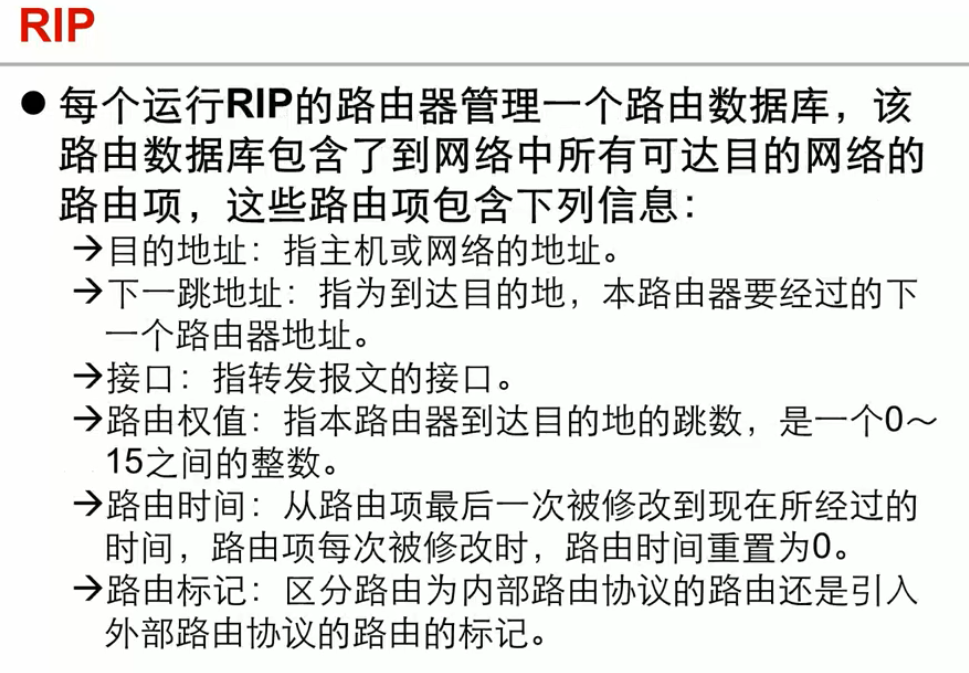 RIP
● 每个运行RIP的路由器管理一个路由数据库，该
路由数据库包含了到网络中所有可达目的网络的
路由项，这些路由项包含下列信息：
→目的地址：指主机或网络的地址。
→下一跳地址：指为到达目的地，本路由器要经过的下
一个路由器地址。
→接口：指转发报文的接口。
→路由权值：指本路由器到达目的地的跳数，是一个0～
15之间的整数。
→路由时间：从路由项最后一次被修改到现在所经过的
时间，路由项每次被修改时，路由时间重置为0。
→路由标记：区分路由为内部路由协议的路由还是引入
外部路由协议的路由的标记。